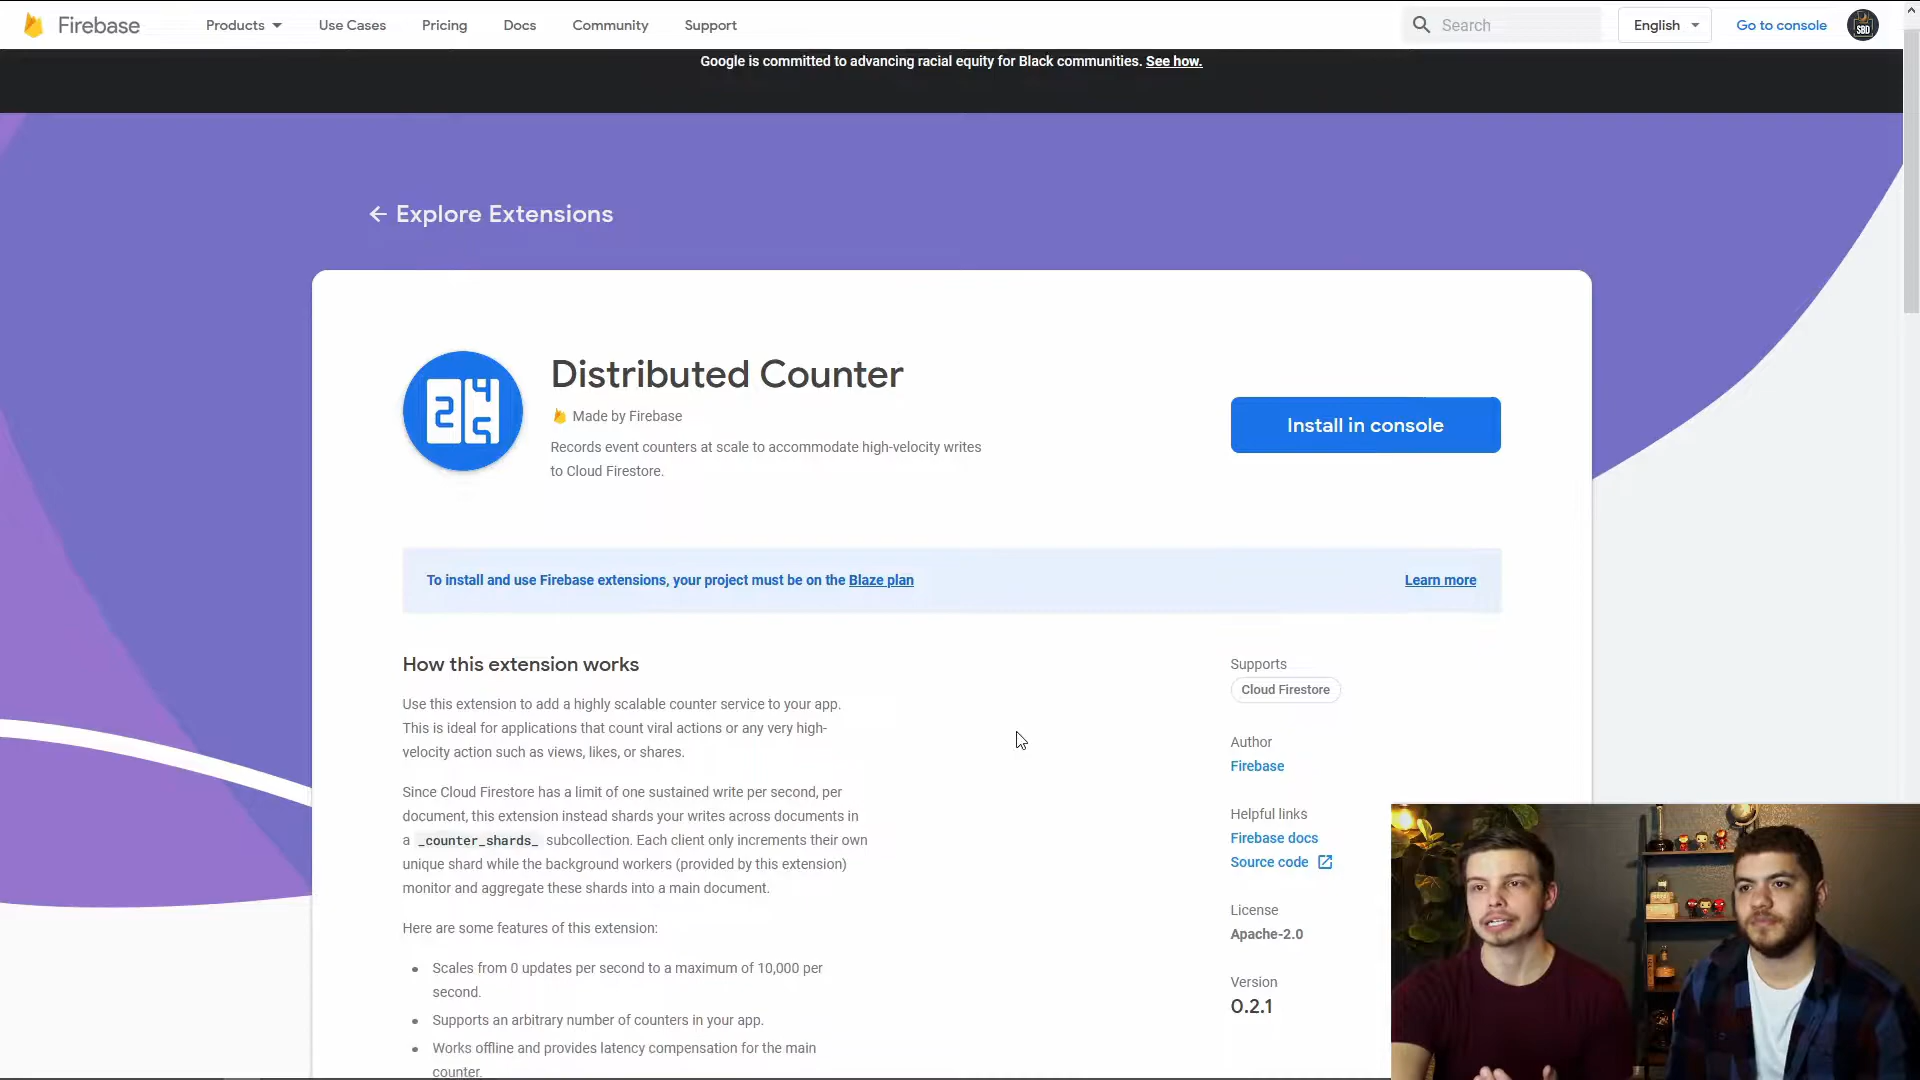 Firebase
Products
Use Cases
Pricing
Docs
Community
Support
Search
English
Go to console
SBD
Google is committed to advancing racial equity for Black communities. See how.
← Explore Extensions
Distributed Counter
Made by Firebase
Records event counters at scale to accommodate high-velocity writes
to Cloud Firestore.
Install in console
To install and use Firebase extensions, your project must be on the Blaze plan
Learn more
How this extension works
Use this extension to add a highly scalable counter service to your app.
This is ideal for applications that count viral actions or any very high-
velocity action such as views, likes, or shares.
Since Cloud Firestore has a limit of one sustained write per second, per
document, this extension instead shards your writes across documents in
a _counter_shards_ subcollection. Each client only increments their own
unique shard while the background workers (provided by this extension)
monitor and aggregate these shards into a main document.
Here are some features of this extension:
• Scales from 0 updates per second to a maximum of 10,000 per
second.
• Supports an arbitrary number of counters in your app.
• Works offline and provides latency compensation for the main
counter.
Supports
Cloud Firestore
Author
Firebase
Helpful links
Firebase docs
Source code
License
Apache-2.0
Version
0.2.1